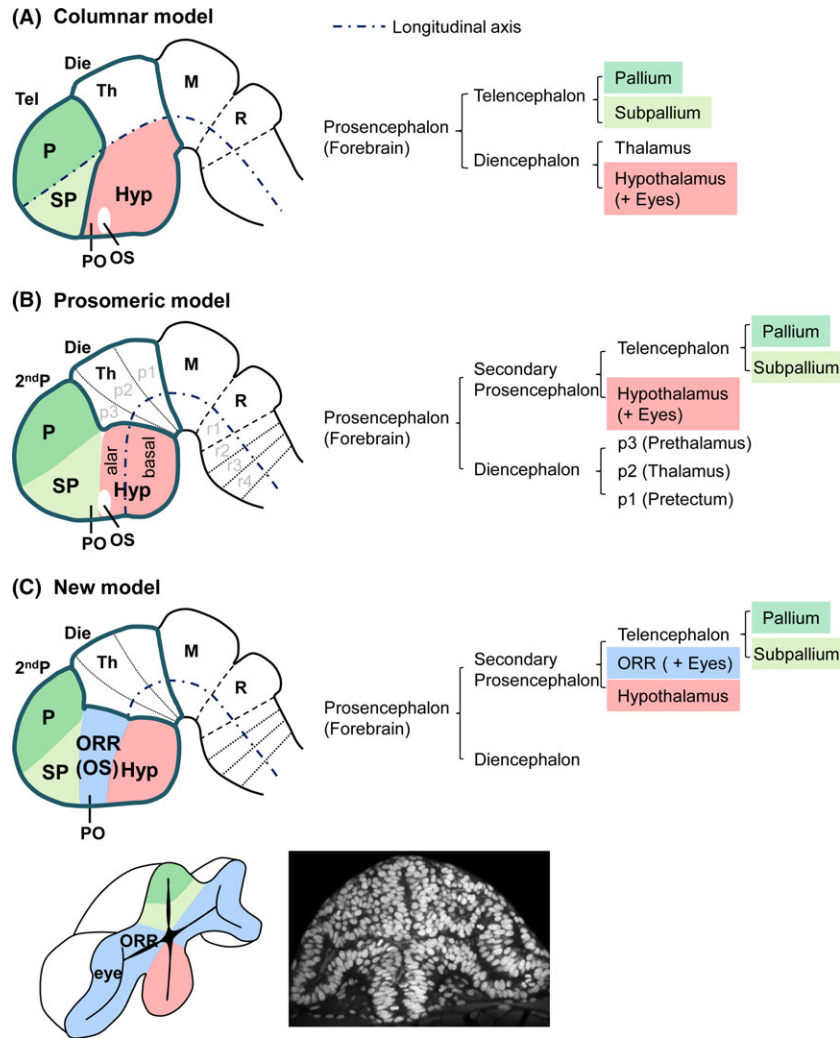 (A) Columnar model
Longitudinal axis
Die
Tel
Th
M
R
P
SP
Hyp
PO
OS
Prosencephalon
(Forebrain)
Telencephalon
Pallium
Subpallium
Diencephalon
Thalamus
Hypothalamus
(+ Eyes)
(B) Prosomeric model
Die
2ndP
Th
p1
p2
p3
M
R
r1
r2
r3
r4
P
SP
alar
basal
Hyp
PO
OS
Prosencephalon
(Forebrain)
Secondary
Prosencephalon
Telencephalon
Pallium
Subpallium
Hypothalamus
(+ Eyes)
Diencephalon
p3 (Prethalamus)
p2 (Thalamus)
p1 (Pretectum)
(C) New model
Die
2ndP
Th
M
R
P
SP
ORR
(OS)
Hyp
PO
Prosencephalon
(Forebrain)
Secondary
Prosencephalon
Telencephalon
Pallium
Subpallium
ORR ( + Eyes)
Hypothalamus
Diencephalon
ORR
eye